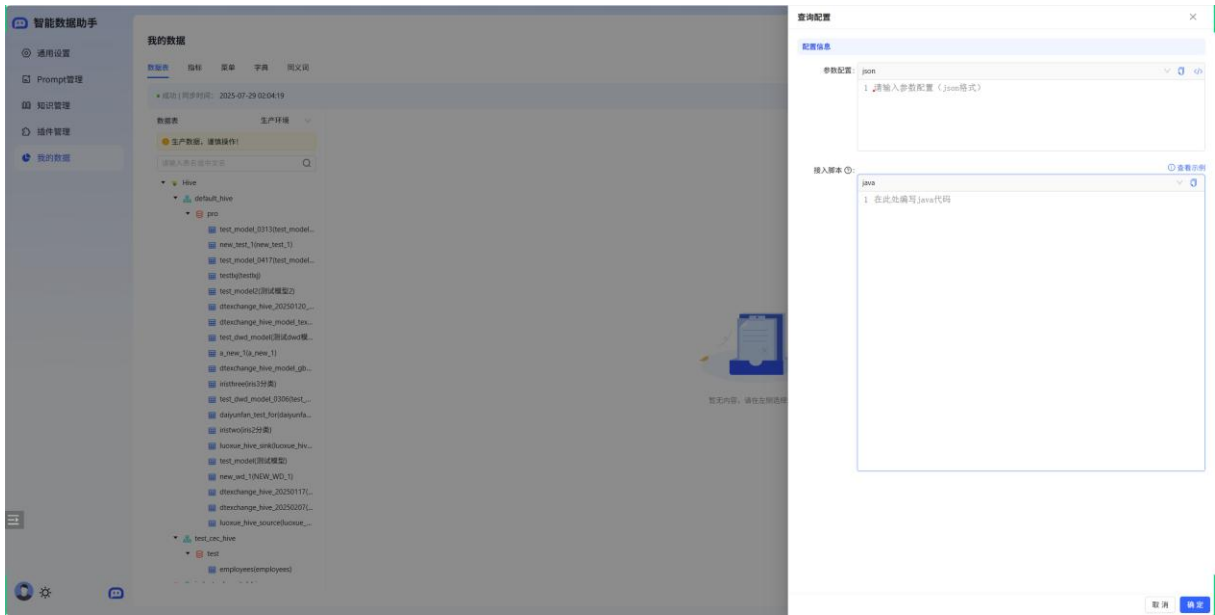 智能数据助手
通用设置
Prompt管理
知识管理
插件管理
我的数据
我的数据
数据表 指标 菜单 字典 同义词
成功 | 同步时间： 2025-07-29 02:04:19
数据表 生产环境
生产数据，谨慎操作！
Hive
default_hive
pro
test_model_0313(test_model...
new_test_1(new_test_1)
test_model_0417(test_model...
testlxj(testlxj)
test_model2(测试模型2)
dtexchange_hive_20250120_...
dtexchange_hive_model_tex...
test_dwd_model(测试dwd模...
a_new_1(a_new_1)
dtexchange_hive_model_gb...
iristhree(iris3分类)
test_dwd_model_0306(test_...
daiyunfan_test_for(daiyunfa...
iristwo(iris2分类)
luoxue_hive_sink(luoxue_hiv...
test_model(测试模型)
new_wd_1(NEW_WD_1)
dtexchange_hive_20250117(...
dtexchange_hive_20250207(...
luoxue_hive_source(luoxue_...
test_cec_hive
test
employees(employees)
暂无内容，请在左侧选择
查询配置
配置信息
参数配置： json
1 请输入参数配置（json格式）
接入脚本 ： 查看示例
java
1 在此处编写java代码
取消 确定